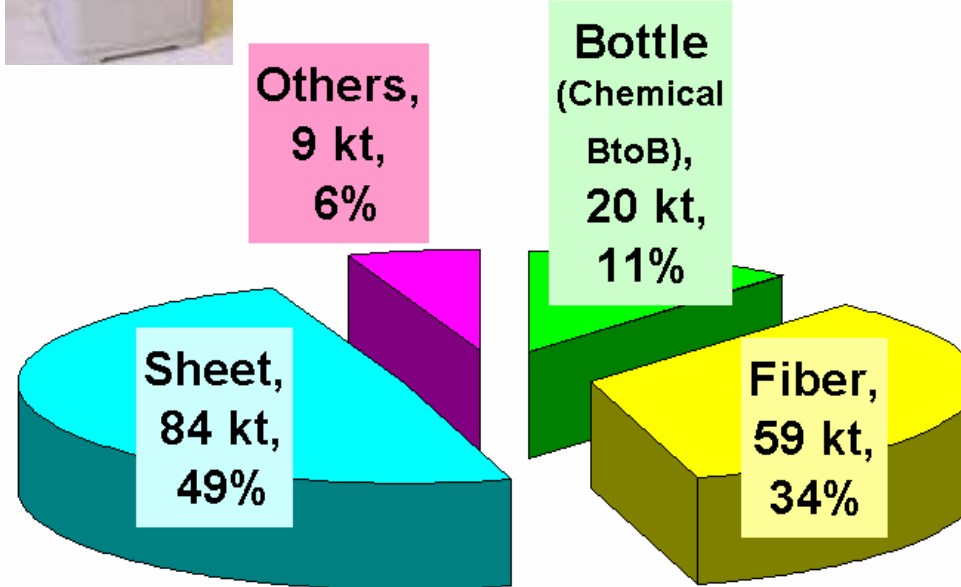 Others,
9 kt,
6%
Bottle
(Chemical
BtoB),
20 kt,
11%
Sheet,
84 kt,
49%
Fiber,
59 kt,
34%